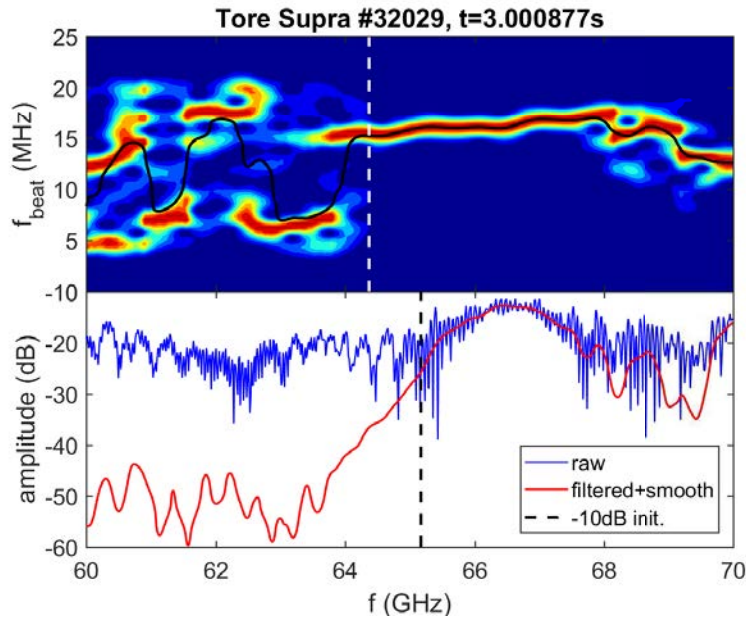 Tore Supra #32029, t=3.000877s
25
20
15
10
5
f_beat (MHz)
-10
-20
-30
-40
-50
-60
amplitude (dB)
raw
filtered+smooth
-10dB init.
60 62 64 66 68 70
f (GHz)